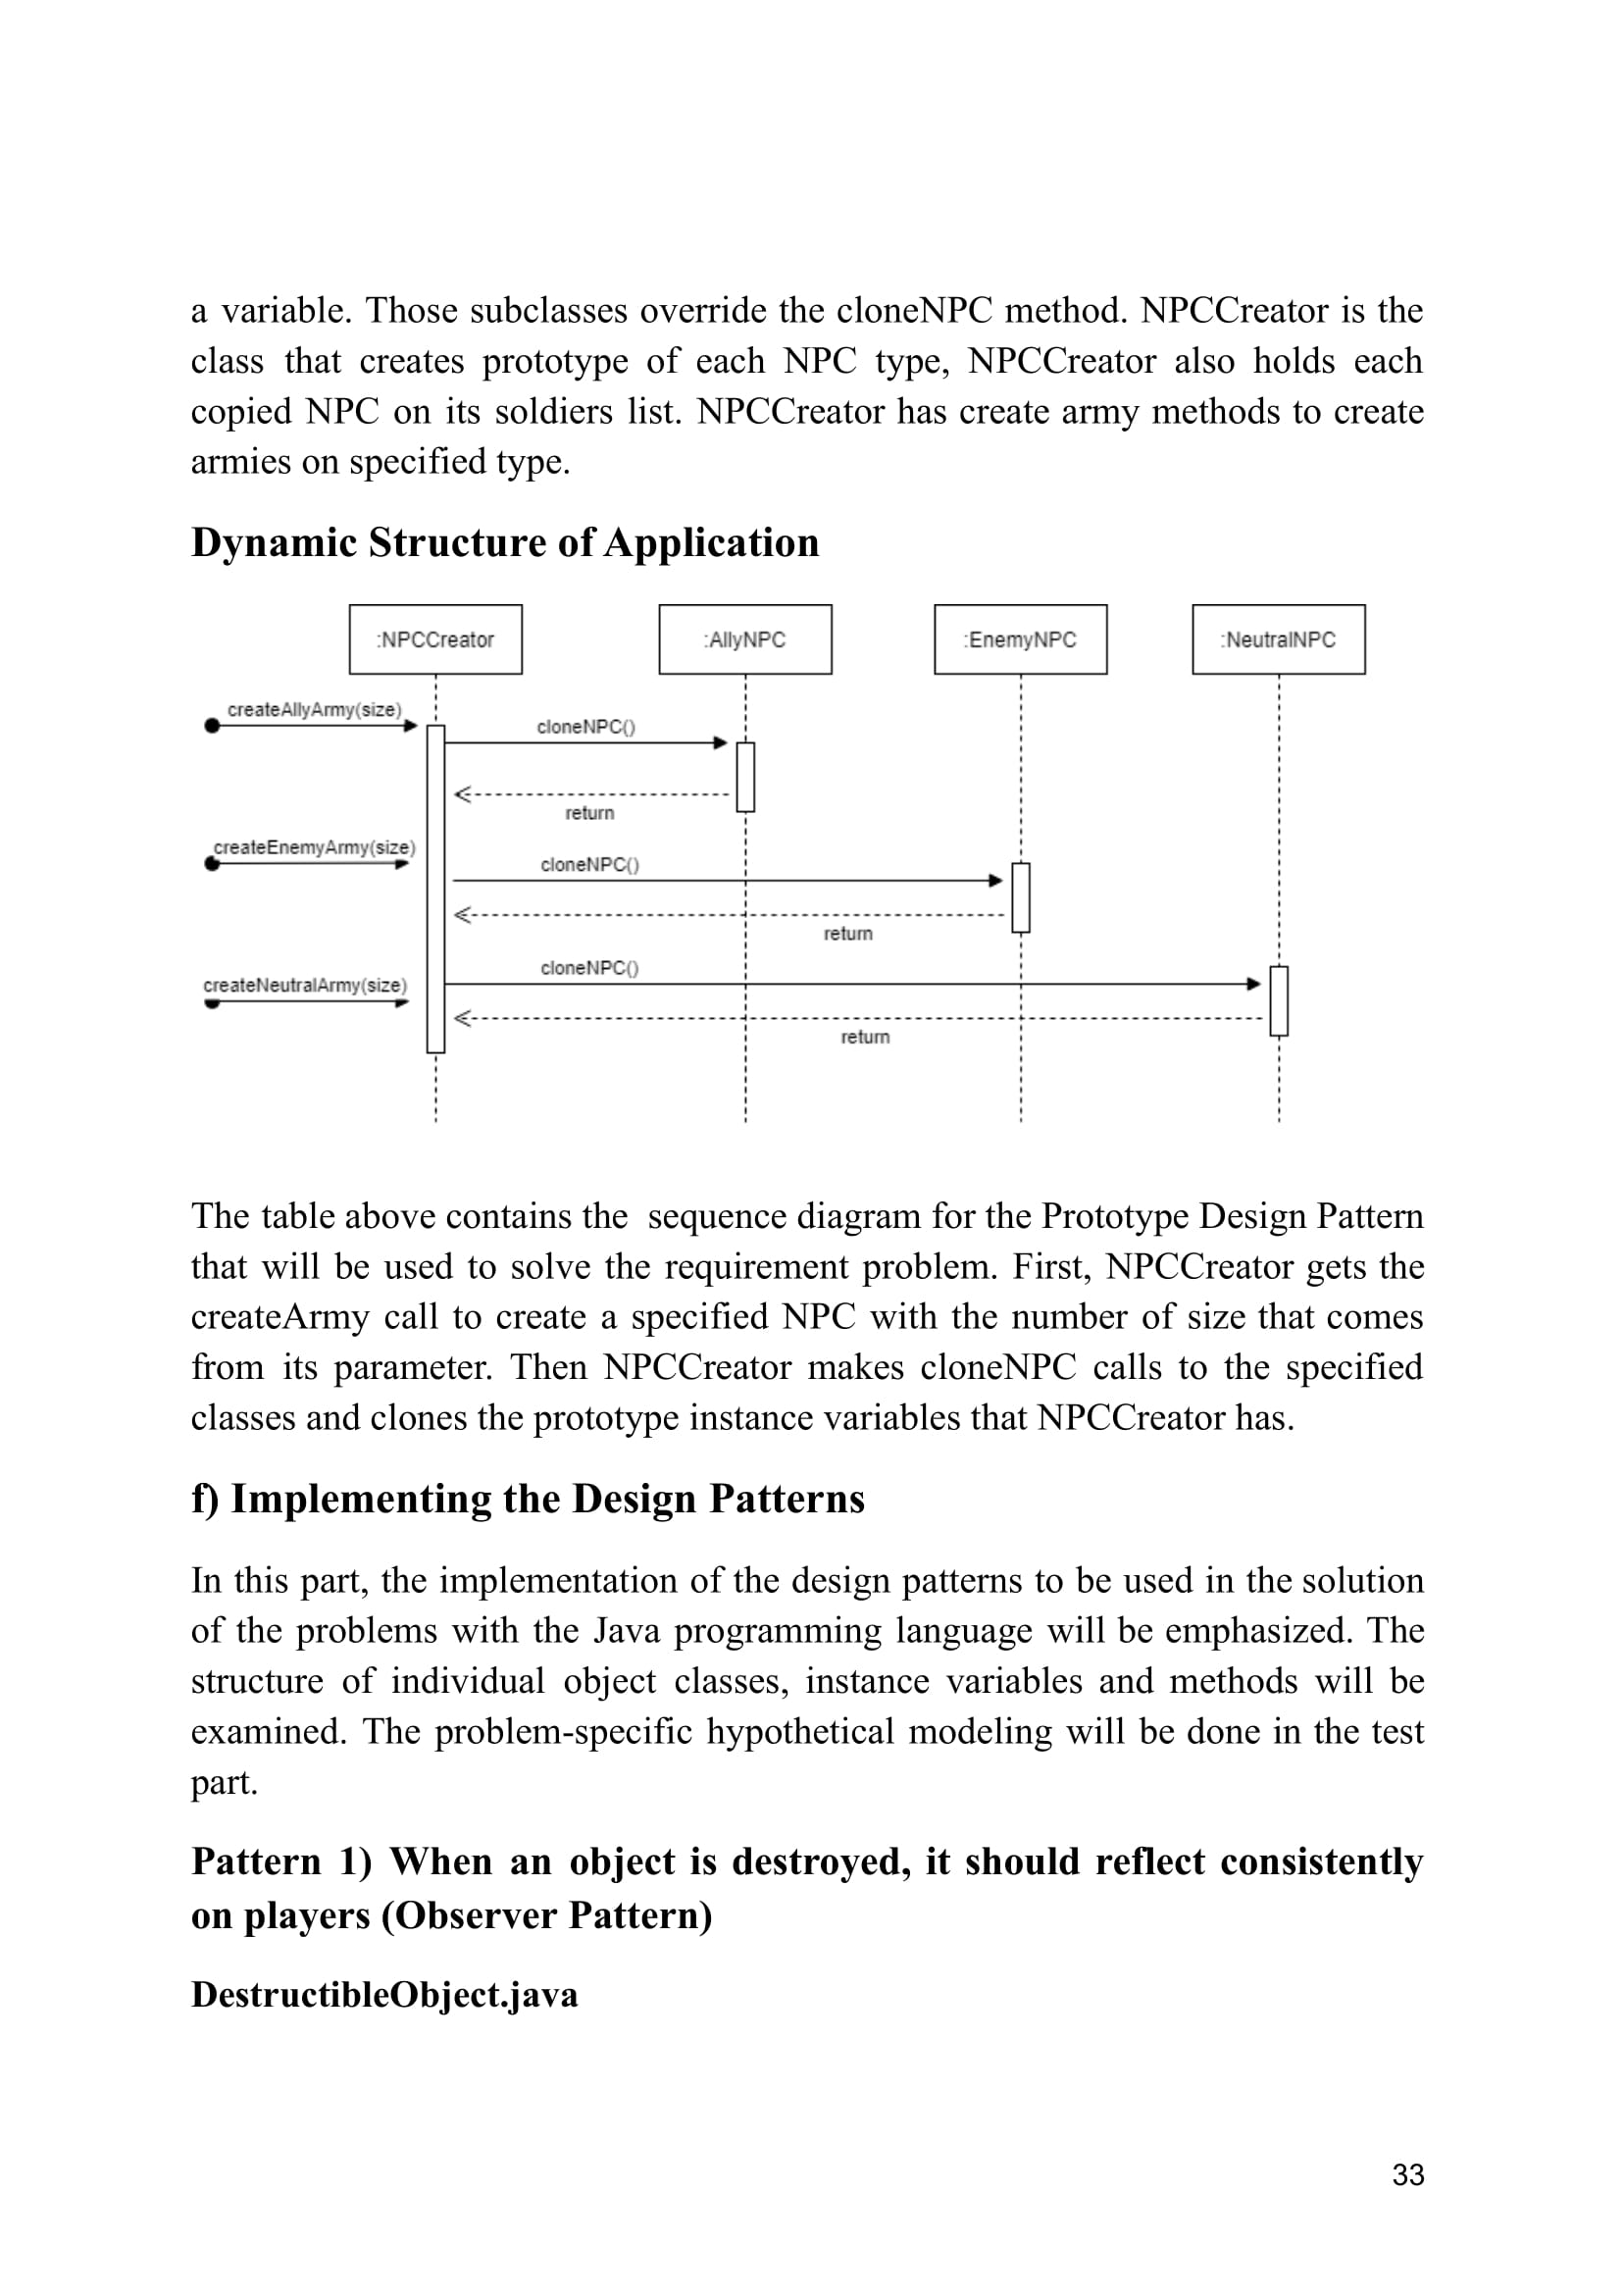 a variable. Those subclasses override the cloneNPC method. NPCCreator is the
class that creates prototype of each NPC type, NPCCreator also holds each
copied NPC on its soldiers list. NPCCreator has create army methods to create
armies on specified type.
Dynamic Structure of Application
:NPCCreator
:AllyNPC
:EnemyNPC
:NeutralNPC
createAllyArmy(size)
cloneNPC()
return
createEnemyArmy(size)
cloneNPC()
return
cloneNPC()
createNeutralArmy(size)
return
The table above contains the  sequence diagram for the Prototype Design Pattern
that will be used to solve the requirement problem. First, NPCCreator gets the
createArmy call to create a specified NPC with the number of size that comes
from its parameter. Then NPCCreator makes cloneNPC calls to the specified
classes and clones the prototype instance variables that NPCCreator has.
f) Implementing the Design Patterns
In this part, the implementation of the design patterns to be used in the solution
of the problems with the Java programming language will be emphasized. The
structure of individual object classes, instance variables and methods will be
examined. The problem-specific hypothetical modeling will be done in the test
part.
Pattern 1) When an object is destroyed, it should reflect consistently
on players (Observer Pattern)
DestructibleObject.java
33